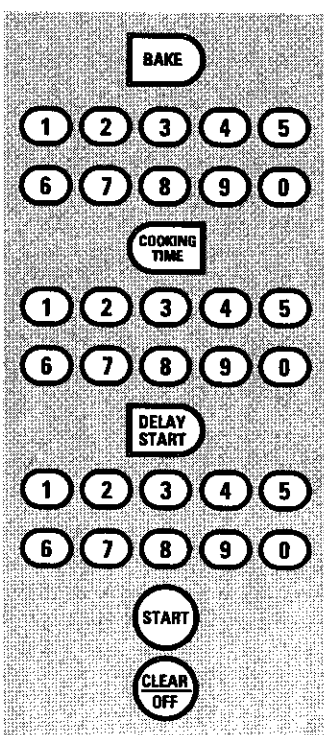 BAKE
1 2 3 4 5
6 7 8 9 0
COOKING
TIME
1 2 3 4 5
6 7 8 9 0
DELAY
START
1 2 3 4 5
6 7 8 9 0
START
CLEAR
OFF